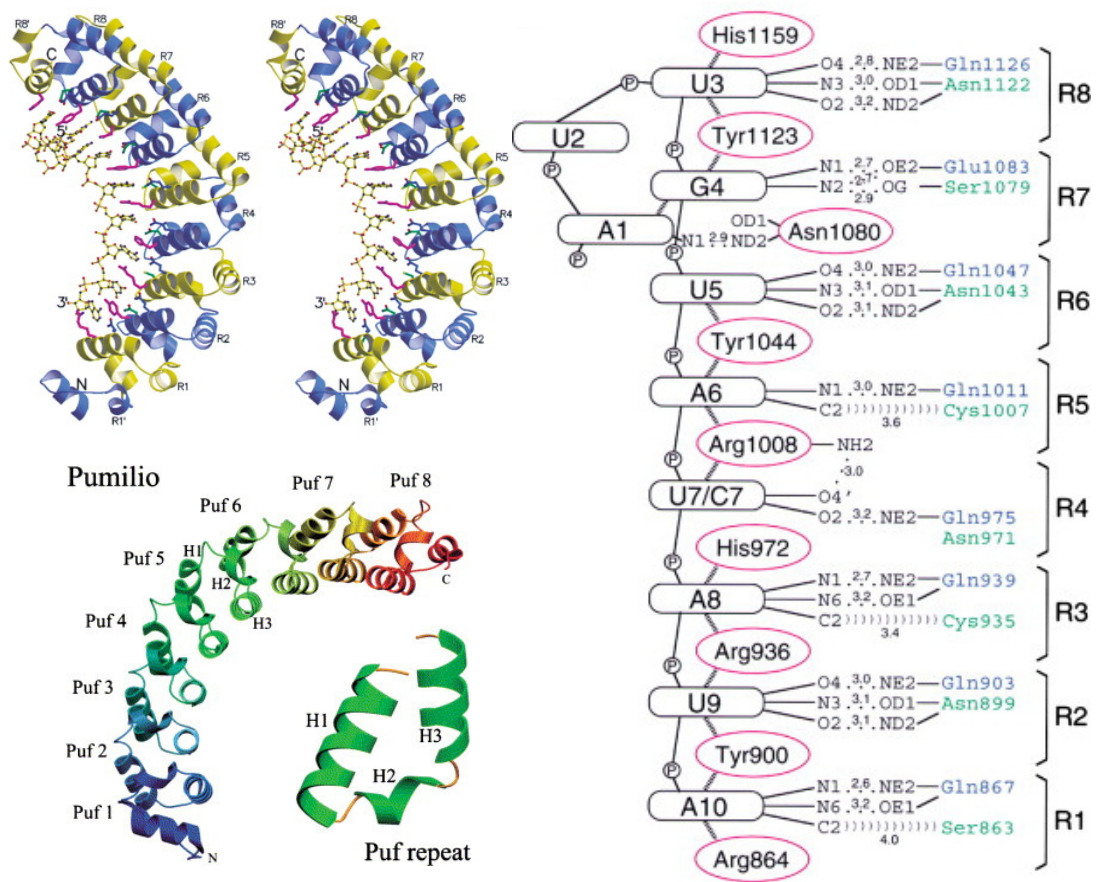 R8' R8
R7
C
R6
5'
R5
R4
R3
3'
R2
N
R1
R1'
R8' R8
R7
C
R6
5'
R5
R4
R3
3'
R2
N
R1
R1'
Pumilio
Puf 7 Puf 8
Puf 6
Puf 5 H1
H2
C
Puf 4 H3
Puf 3
Puf 2
Puf 1
N
H1 H3
H2
Puf repeat
His1159
O4 2.8 NE2 Gln1126
P U3 N3 3.0 OD1 Asn1122 R8
O2 3.2 ND2
U2 Tyr1123
P
P N1 2.7 OE2 Glu1083
G4 N2 2.7 OG Ser1079
2.9 R7
A1 OD1
N1 2.9 ND2 Asn1080
P P
O4 3.0 NE2 Gln1047
U5 N3 3.1 OD1 Asn1043 R6
O2 3.1 ND2
P Tyr1044
A6 N1 3.0 NE2 Gln1011
C2 3.6 Cys1007 R5
Arg1008 NH2
P 3.0
U7/C7 O4'
O2 3.2 NE2 Gln975 R4
Asn971
His972
P
N1 2.7 NE2 Gln939
A8 N6 3.2 OE1 R3
C2 3.4 Cys935
P Arg936
O4 3.0 NE2 Gln903
U9 N3 3.1 OD1 Asn899 R2
O2 3.1 ND2
Tyr900
P
N1 2.6 NE2 Gln867
A10 N6 3.2 OE1 R1
C2 4.0 Ser863
Arg864